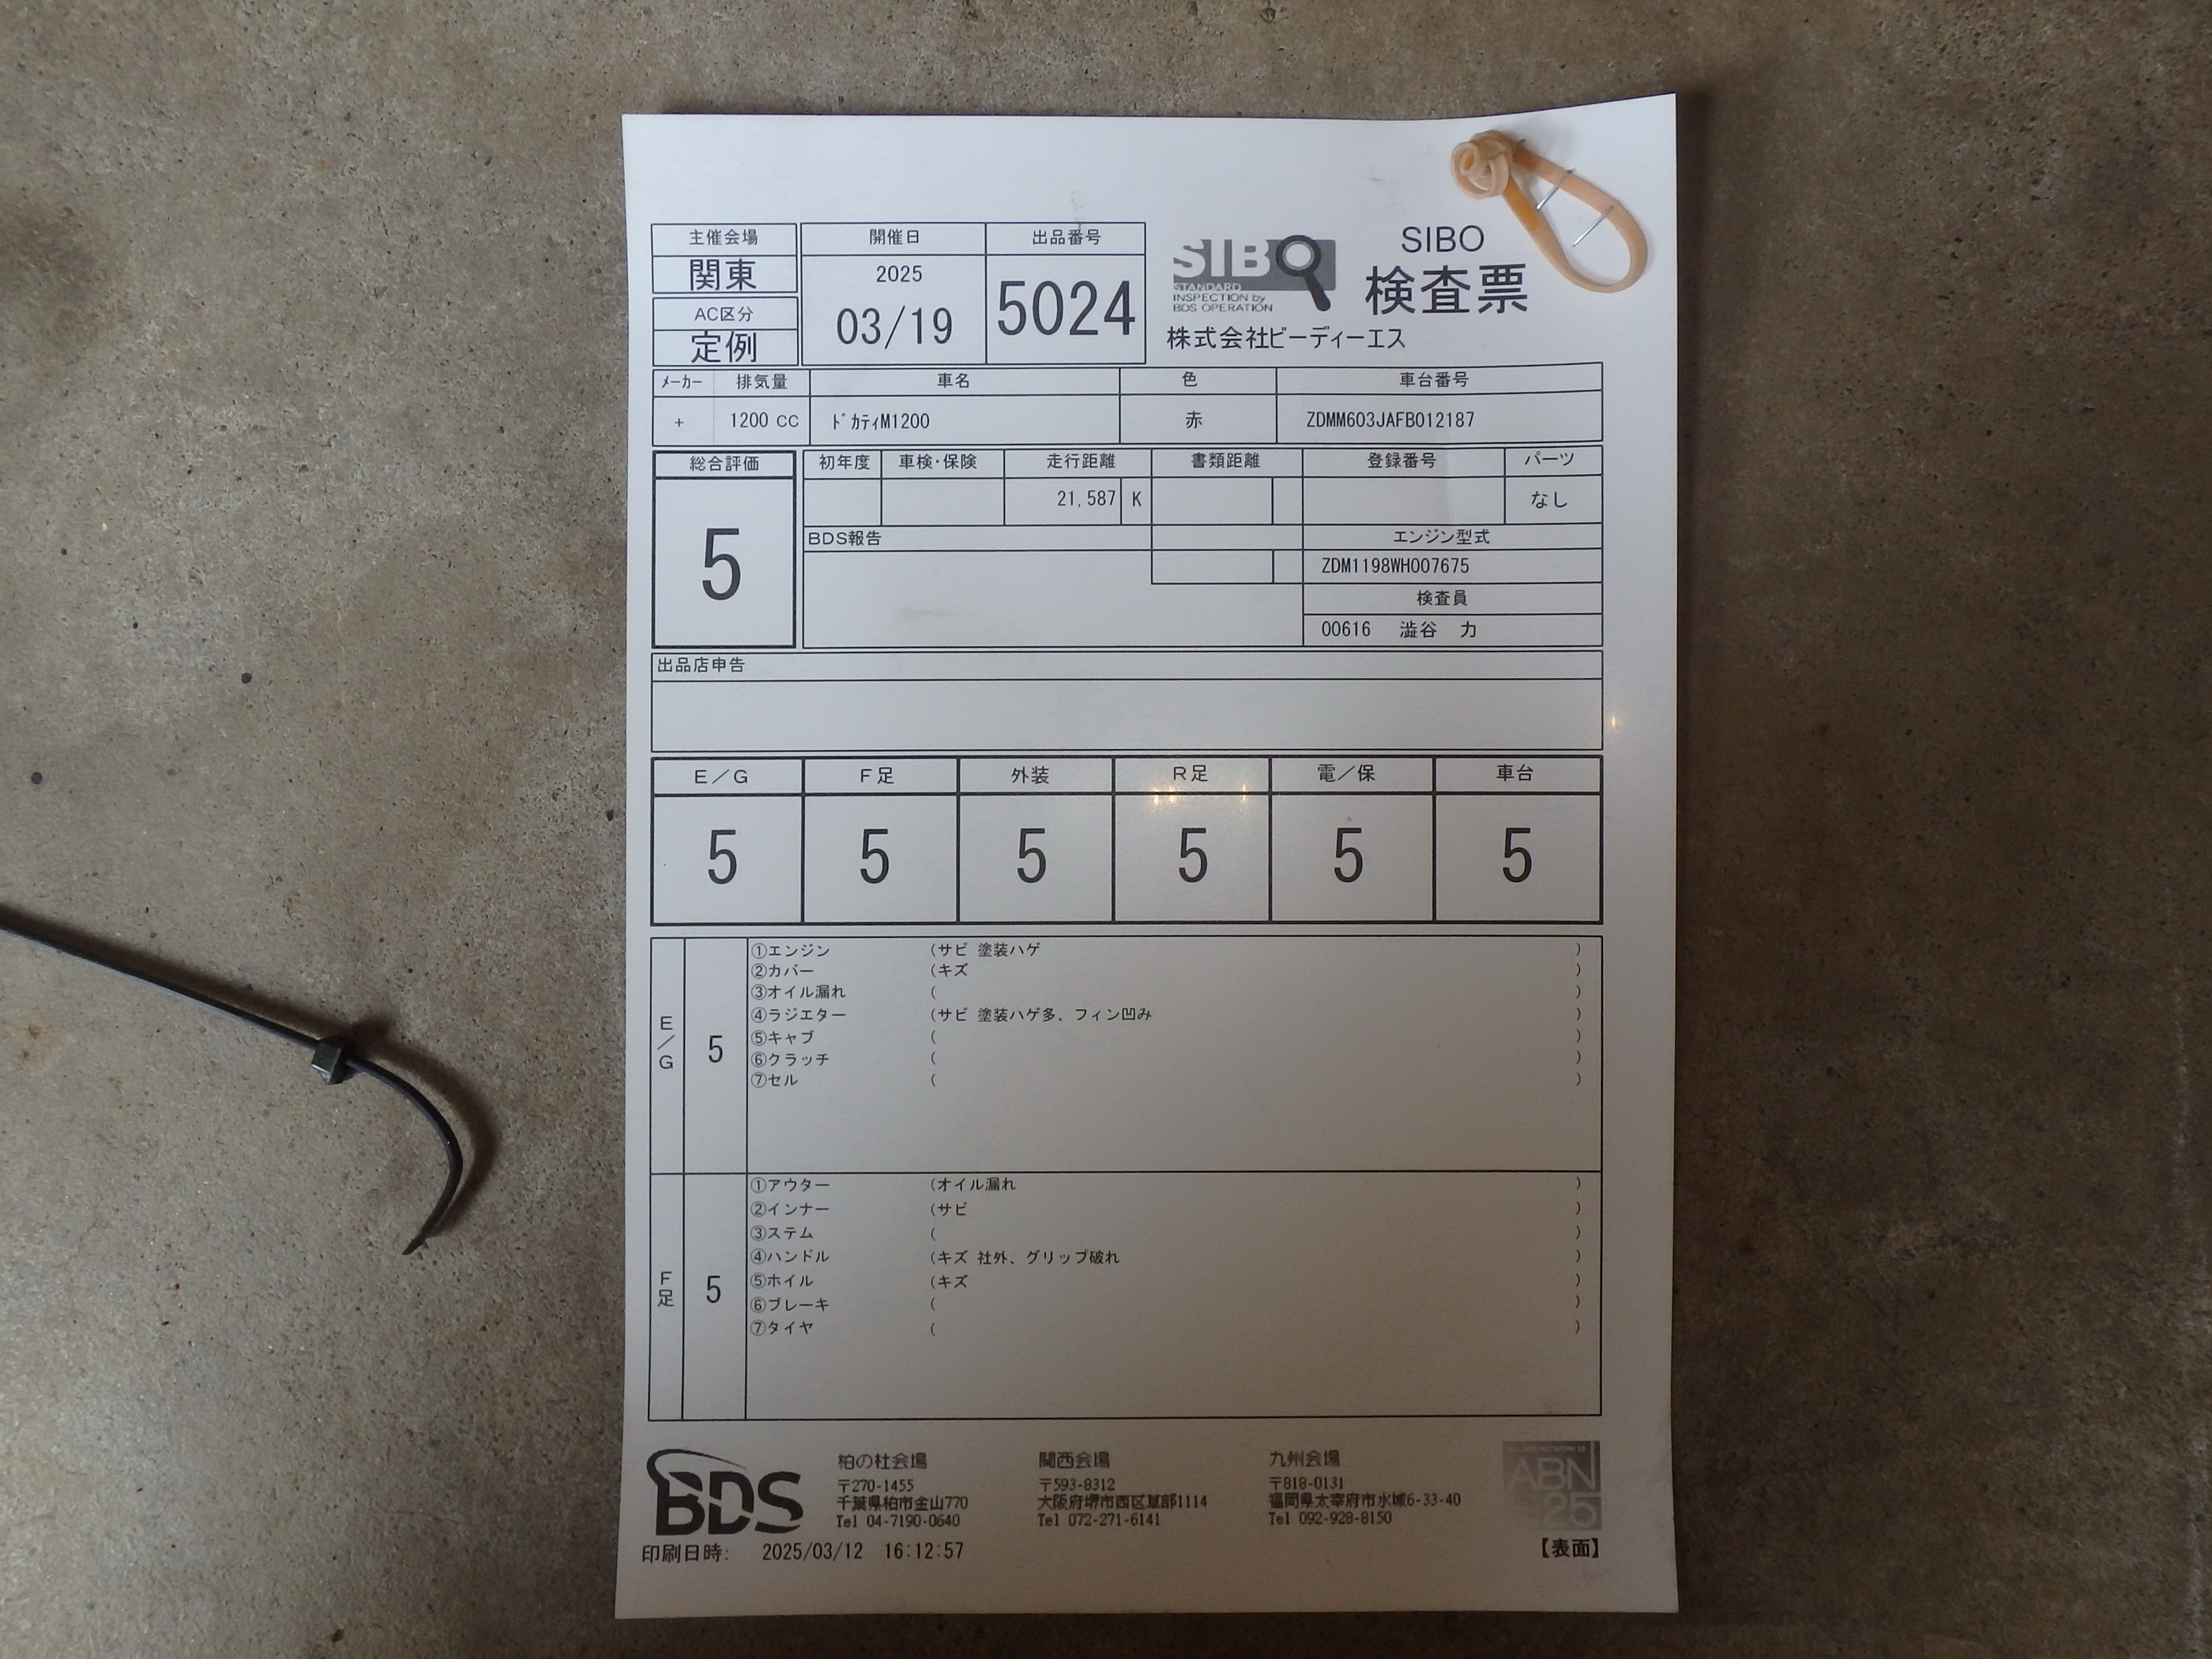 主催会場 開催日 出品番号
関東 2025 03/19 5024
AC区分
定例
SIBO
STANDARD
INSPECTION by
BDS OPERATION
SIBO
検査票
株式会社ビーディーエス
メーカー 排気量 車名 色 車台番号
+ 1200 CC ﾄﾞｶﾃｨM1200 赤 ZDMM603JAFB012187
総合評価 初年度 車検・保険 走行距離 書類距離 登録番号 パーツ
5 21,587 K なし
BDS報告 エンジン型式
ZDM1198WH007675
検査員
00616 澁谷 力
出品店申告
E／G F足 外装 R足 電／保 車台
5 5 5 5 5 5
E／G 5
①エンジン (サビ 塗装ハゲ )
②カバー (キズ )
③オイル漏れ ( )
④ラジエター (サビ 塗装ハゲ多、フィン凹み )
⑤キャブ ( )
⑥クラッチ ( )
⑦セル ( )
F足 5
①アウター (オイル漏れ )
②インナー (サビ )
③ステム ( )
④ハンドル (キズ 社外、グリップ破れ )
⑤ホイル (キズ )
⑥ブレーキ ( )
⑦タイヤ ( )
BDS
柏の杜会場
〒270-1455
千葉県柏市金山770
Tel 04-7190-0640
関西会場
〒593-8312
大阪府堺市西区草部1114
Tel 072-271-6141
九州会場
〒818-0131
福岡県太宰府市水城6-33-40
Tel 092-928-8150
ABN
25
印刷日時: 2025/03/12 16:12:57
【表面】